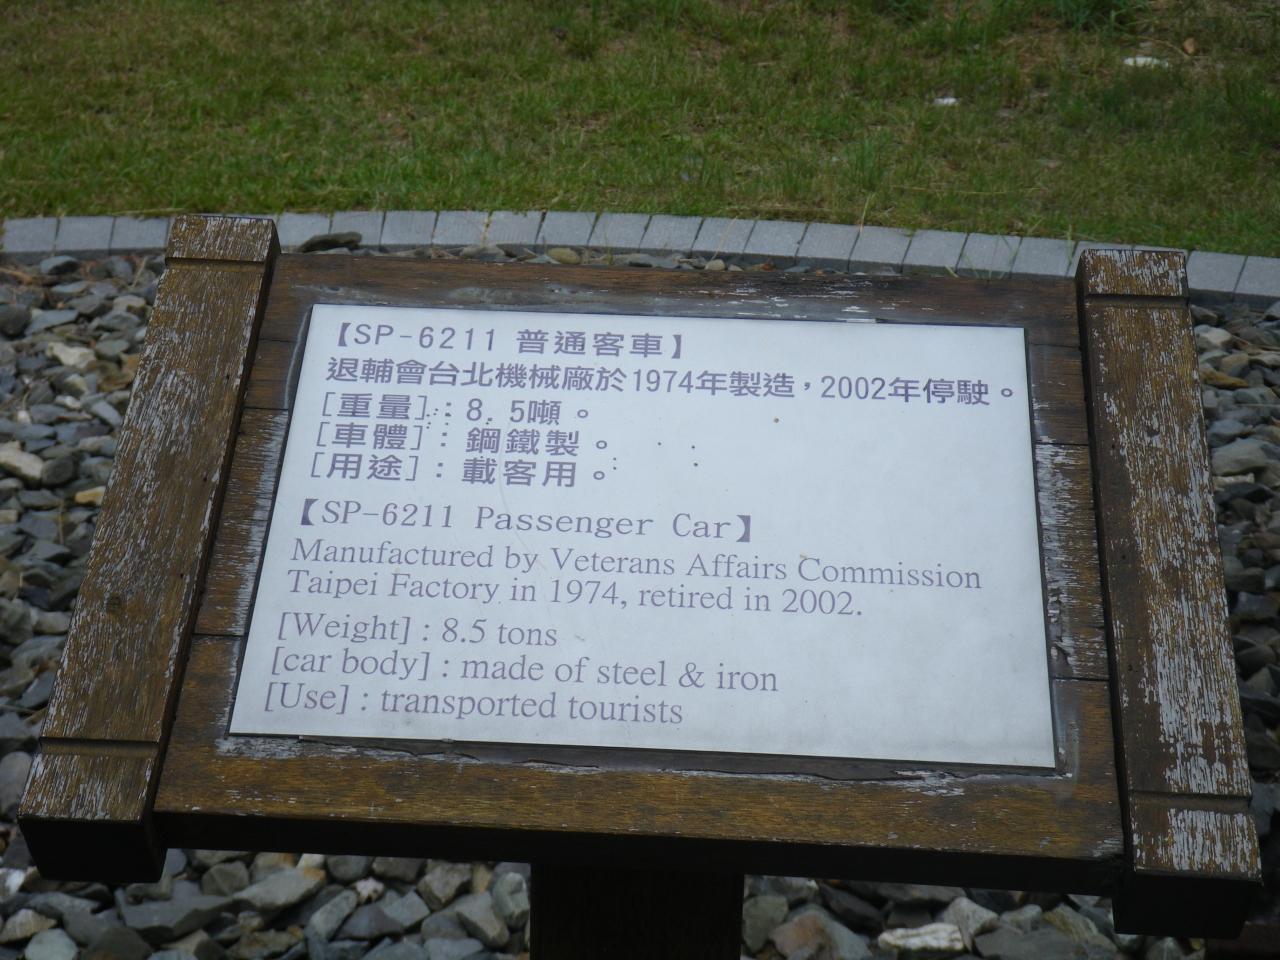 【SP-6211 普通客車】
退輔會台北機械廠於1974年製造，2002年停駛。
[重量]：8.5噸。
[車體]：鋼鐵製。
[用途]：載客用。
【SP-6211 Passenger Car】
Manufactured by Veterans Affairs Commission
Taipei Factory in 1974, retired in 2002.
[Weight] : 8.5 tons
[car body] : made of steel & iron
[Use] : transported tourists